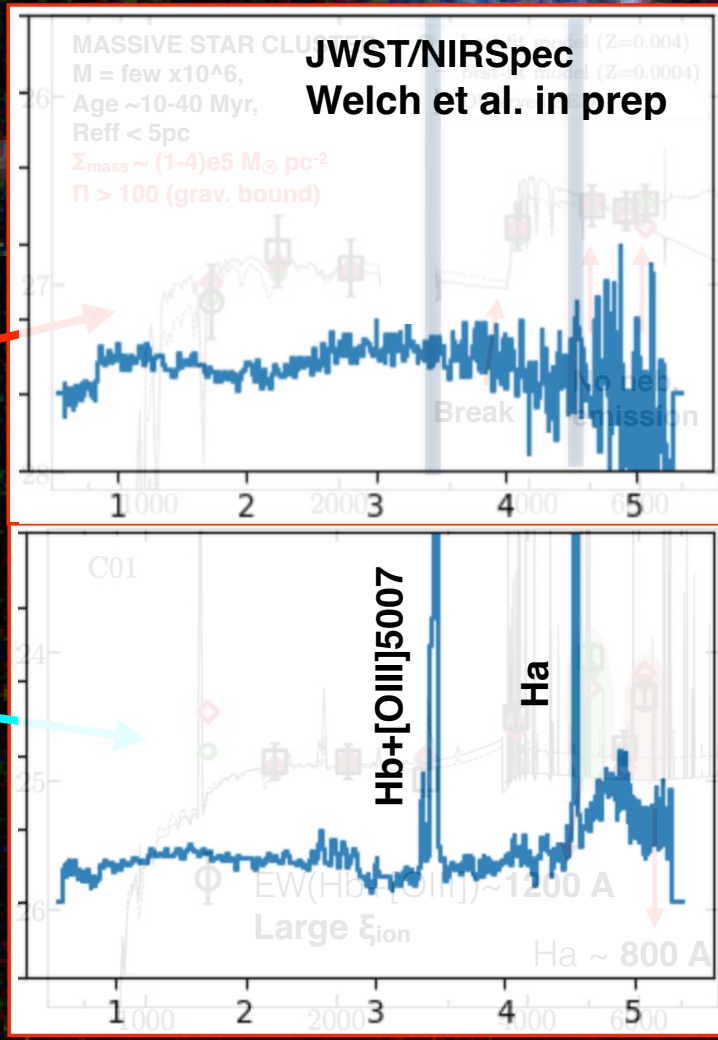 MASSIVE STAR CLUSTER
JWST/NIRSpec
best-fit model (Z=0.004)
M = few x10^6,
best-fit model (Z=0.0004)
26
Age ~10-40 Myr,
Welch et al. in prep
Reff < 5pc
Σmass ~ (1-4)e5 M⊙ pc-2
Π > 100 (grav. bound)
27
Break
No neb.
emission
28
1 2 3 4 5
1000 2000 4000 6000
C01
Hb+[OIII]5007
Ha
24
25
EW(Hb+[OIII])~1200 A
26
Large ξion
Ha ~ 800 A
1 2 3 4 5
1000 2000 4000 6000